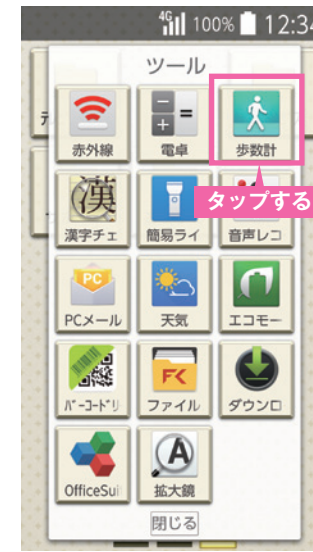 4G 100% 12:34
ツール
赤外線 電卓 歩数計
タップする
漢
漢字チェ 簡易ライ 音声レコ
PC
PCメール 天気 エコモー
FK
バーコードリ ファイル ダウンロ
A
OfficeSui 拡大鏡
閉じる